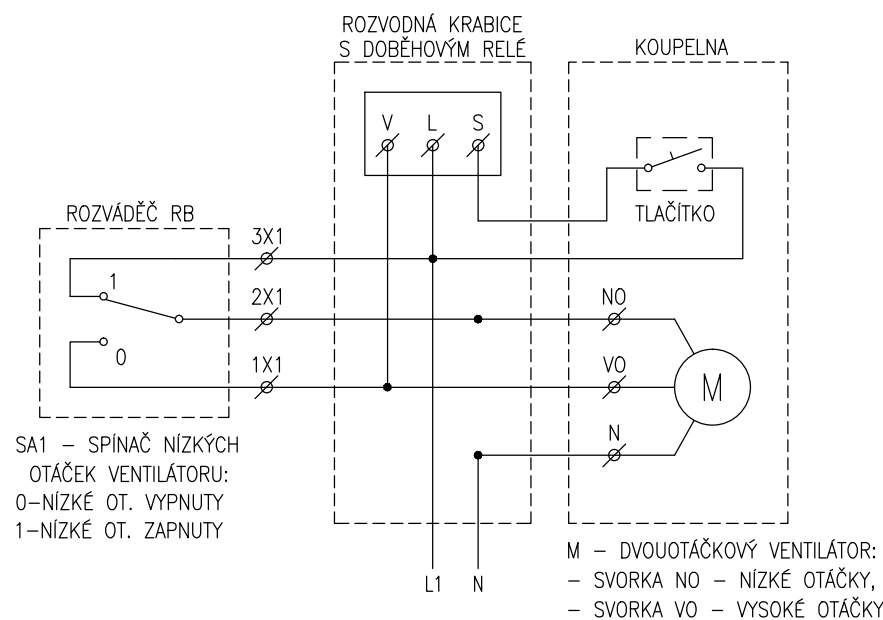 ROZVODNÁ KRABICE
S DOBĚHOVÝM RELÉ
KOUPELNA
V L S
TLAČÍTKO
ROZVÁDĚČ RB
3X1
1
2X1
NO
0
1X1
VO
M
N
SA1 – SPÍNAČ NÍZKÝCH
OTÁČEK VENTILÁTORU:
0–NÍZKÉ OT. VYPNUTY
1–NÍZKÉ OT. ZAPNUTY
L1 N
M – DVOUOTÁČKOVÝ VENTILÁTOR:
– SVORKA NO – NÍZKÉ OTÁČKY,
– SVORKA VO – VYSOKÉ OTÁČKY